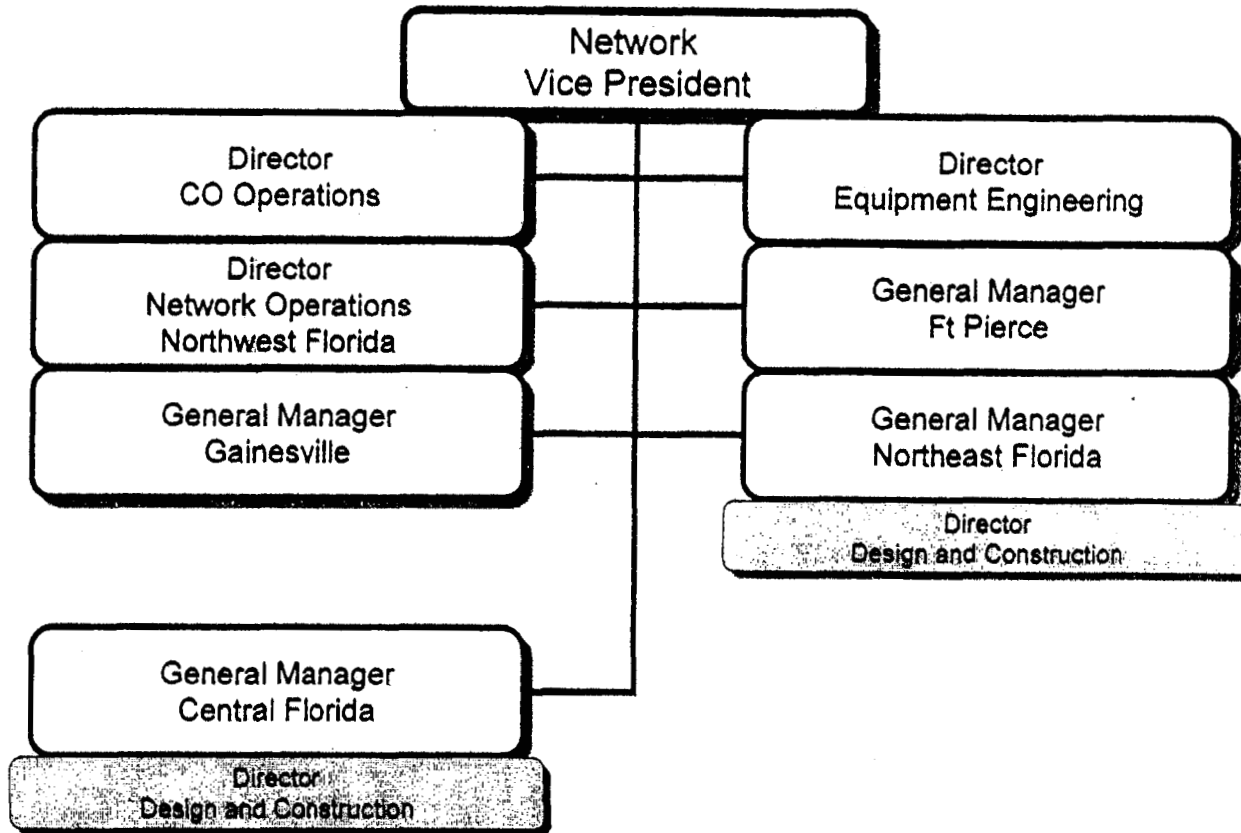 Network
Vice President
Director
CO Operations
Director
Equipment Engineering
Director
Network Operations
Northwest Florida
General Manager
Ft Pierce
General Manager
Gainesville
General Manager
Northeast Florida
Director
Design and Construction
General Manager
Central Florida
Director
Design and Construction